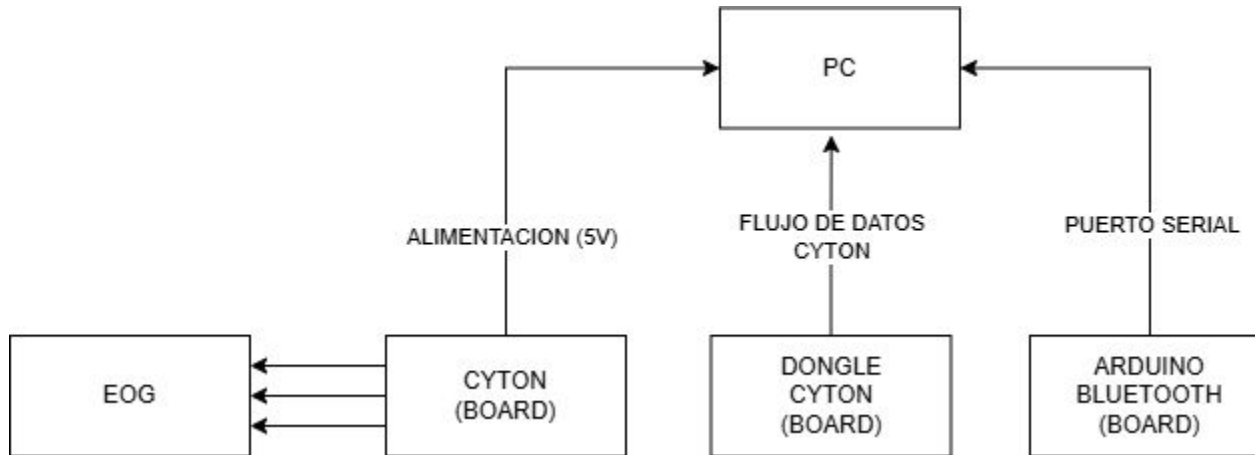 PC
ALIMENTACION (5V)
FLUJO DE DATOS
CYTON
PUERTO SERIAL
EOG
CYTON
(BOARD)
DONGLE
CYTON
(BOARD)
ARDUINO
BLUETOOTH
(BOARD)